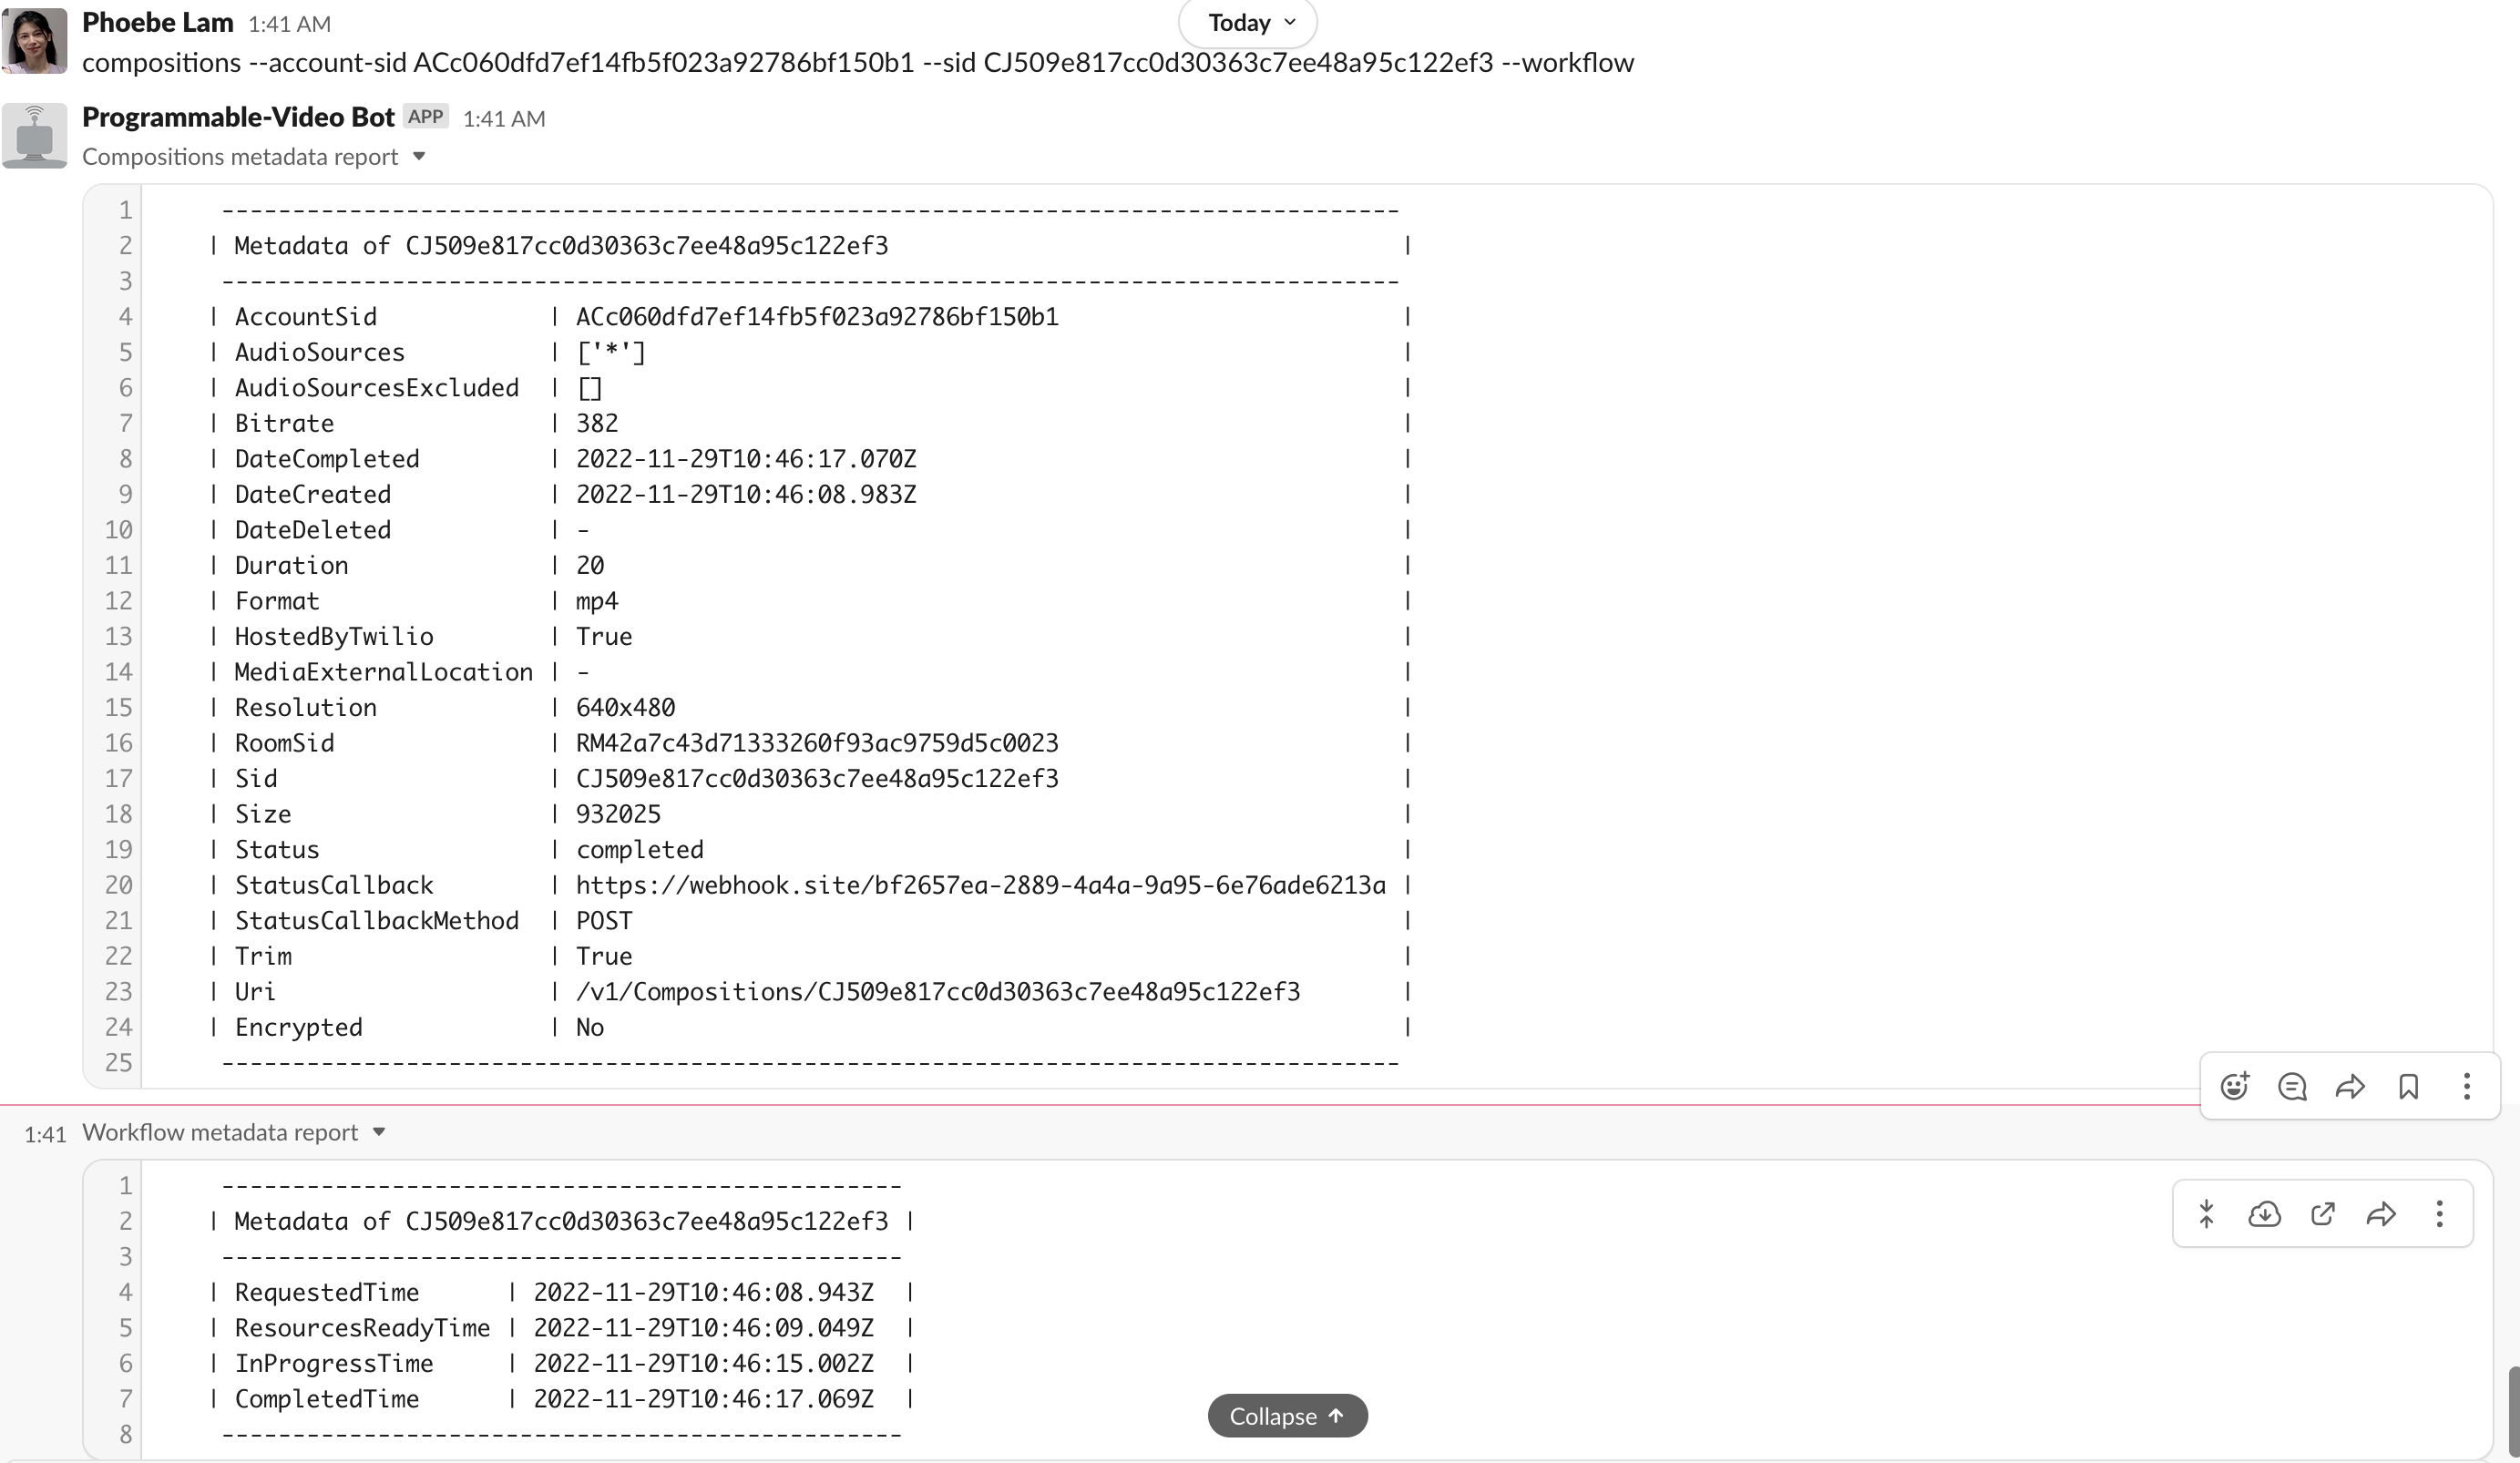 Phoebe Lam 1:41 AM
Today
compositions --account-sid ACc060dfd7ef14fb5f023a92786bf150b1 --sid CJ509e817cc0d30363c7ee48a95c122ef3 --workflow
Programmable-Video Bot APP 1:41 AM
Compositions metadata report
1 -----------------------------------------------------------------------------------
2 | Metadata of CJ509e817cc0d30363c7ee48a95c122ef3 |
3 -----------------------------------------------------------------------------------
4 | AccountSid | ACc060dfd7ef14fb5f023a92786bf150b1 |
5 | AudioSources | ['*'] |
6 | AudioSourcesExcluded | [] |
7 | Bitrate | 382 |
8 | DateCompleted | 2022-11-29T10:46:17.070Z |
9 | DateCreated | 2022-11-29T10:46:08.983Z |
10 | DateDeleted | - |
11 | Duration | 20 |
12 | Format | mp4 |
13 | HostedByTwilio | True |
14 | MediaExternalLocation | - |
15 | Resolution | 640x480 |
16 | RoomSid | RM42a7c43d71333260f93ac9759d5c0023 |
17 | Sid | CJ509e817cc0d30363c7ee48a95c122ef3 |
18 | Size | 932025 |
19 | Status | completed |
20 | StatusCallback | https://webhook.site/bf2657ea-2889-4a4a-9a95-6e76ade6213a |
21 | StatusCallbackMethod | POST |
22 | Trim | True |
23 | Uri | /v1/Compositions/CJ509e817cc0d30363c7ee48a95c122ef3 |
24 | Encrypted | No |
25 -----------------------------------------------------------------------------------
1:41 Workflow metadata report
1 ------------------------------------------------
2 | Metadata of CJ509e817cc0d30363c7ee48a95c122ef3 |
3 ------------------------------------------------
4 | RequestedTime | 2022-11-29T10:46:08.943Z |
5 | ResourcesReadyTime | 2022-11-29T10:46:09.049Z |
6 | InProgressTime | 2022-11-29T10:46:15.002Z |
7 | CompletedTime | 2022-11-29T10:46:17.069Z |
8 ------------------------------------------------
Collapse